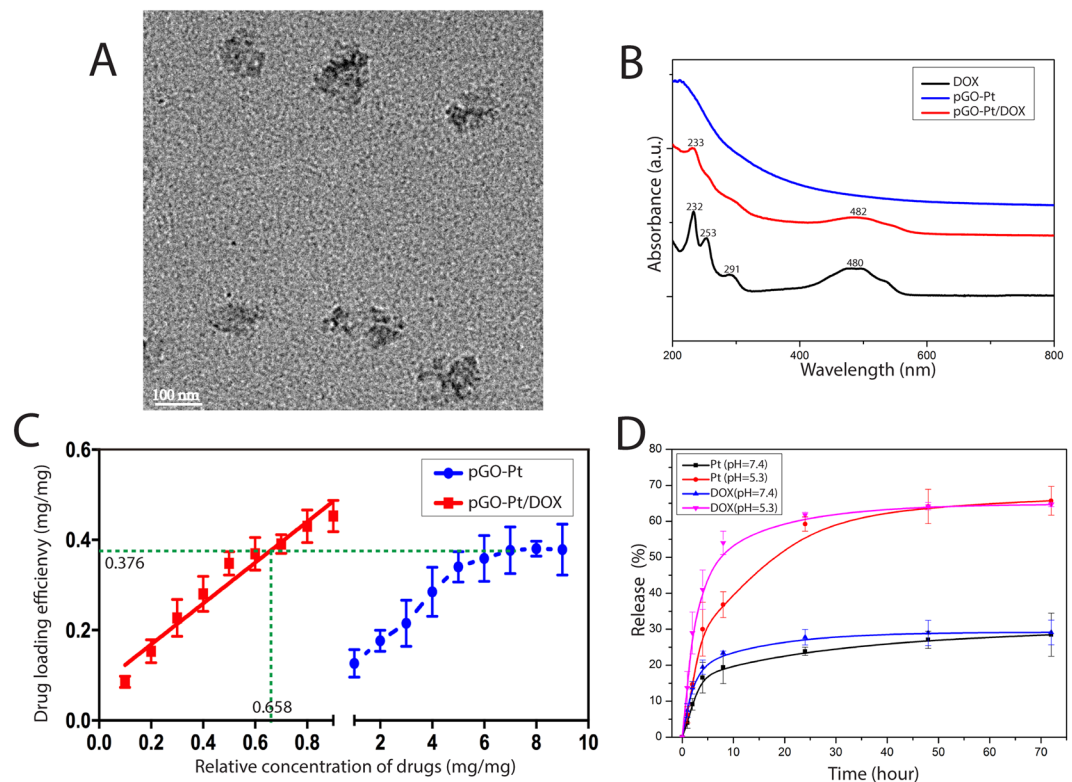 A
100 nm
B
DOX
pGO-Pt
pGO-Pt/DOX
233
232
253
291
482
480
Absorbance (a.u.)
200 400 600 800
Wavelength (nm)
C
pGO-Pt
pGO-Pt/DOX
0.6
0.4
0.2
0.0
0.376
0.658
Drug loading efficienvy (mg/mg)
0.0 0.2 0.4 0.6 0.8 2 4 6 8 10
Relative concentration of drugs (mg/mg)
D
Pt (pH=7.4)
Pt (pH=5.3)
DOX(pH=7.4)
DOX(pH=5.3)
80
70
60
50
40
30
20
10
0
Release (%)
0 10 20 30 40 50 60 70
Time (hour)